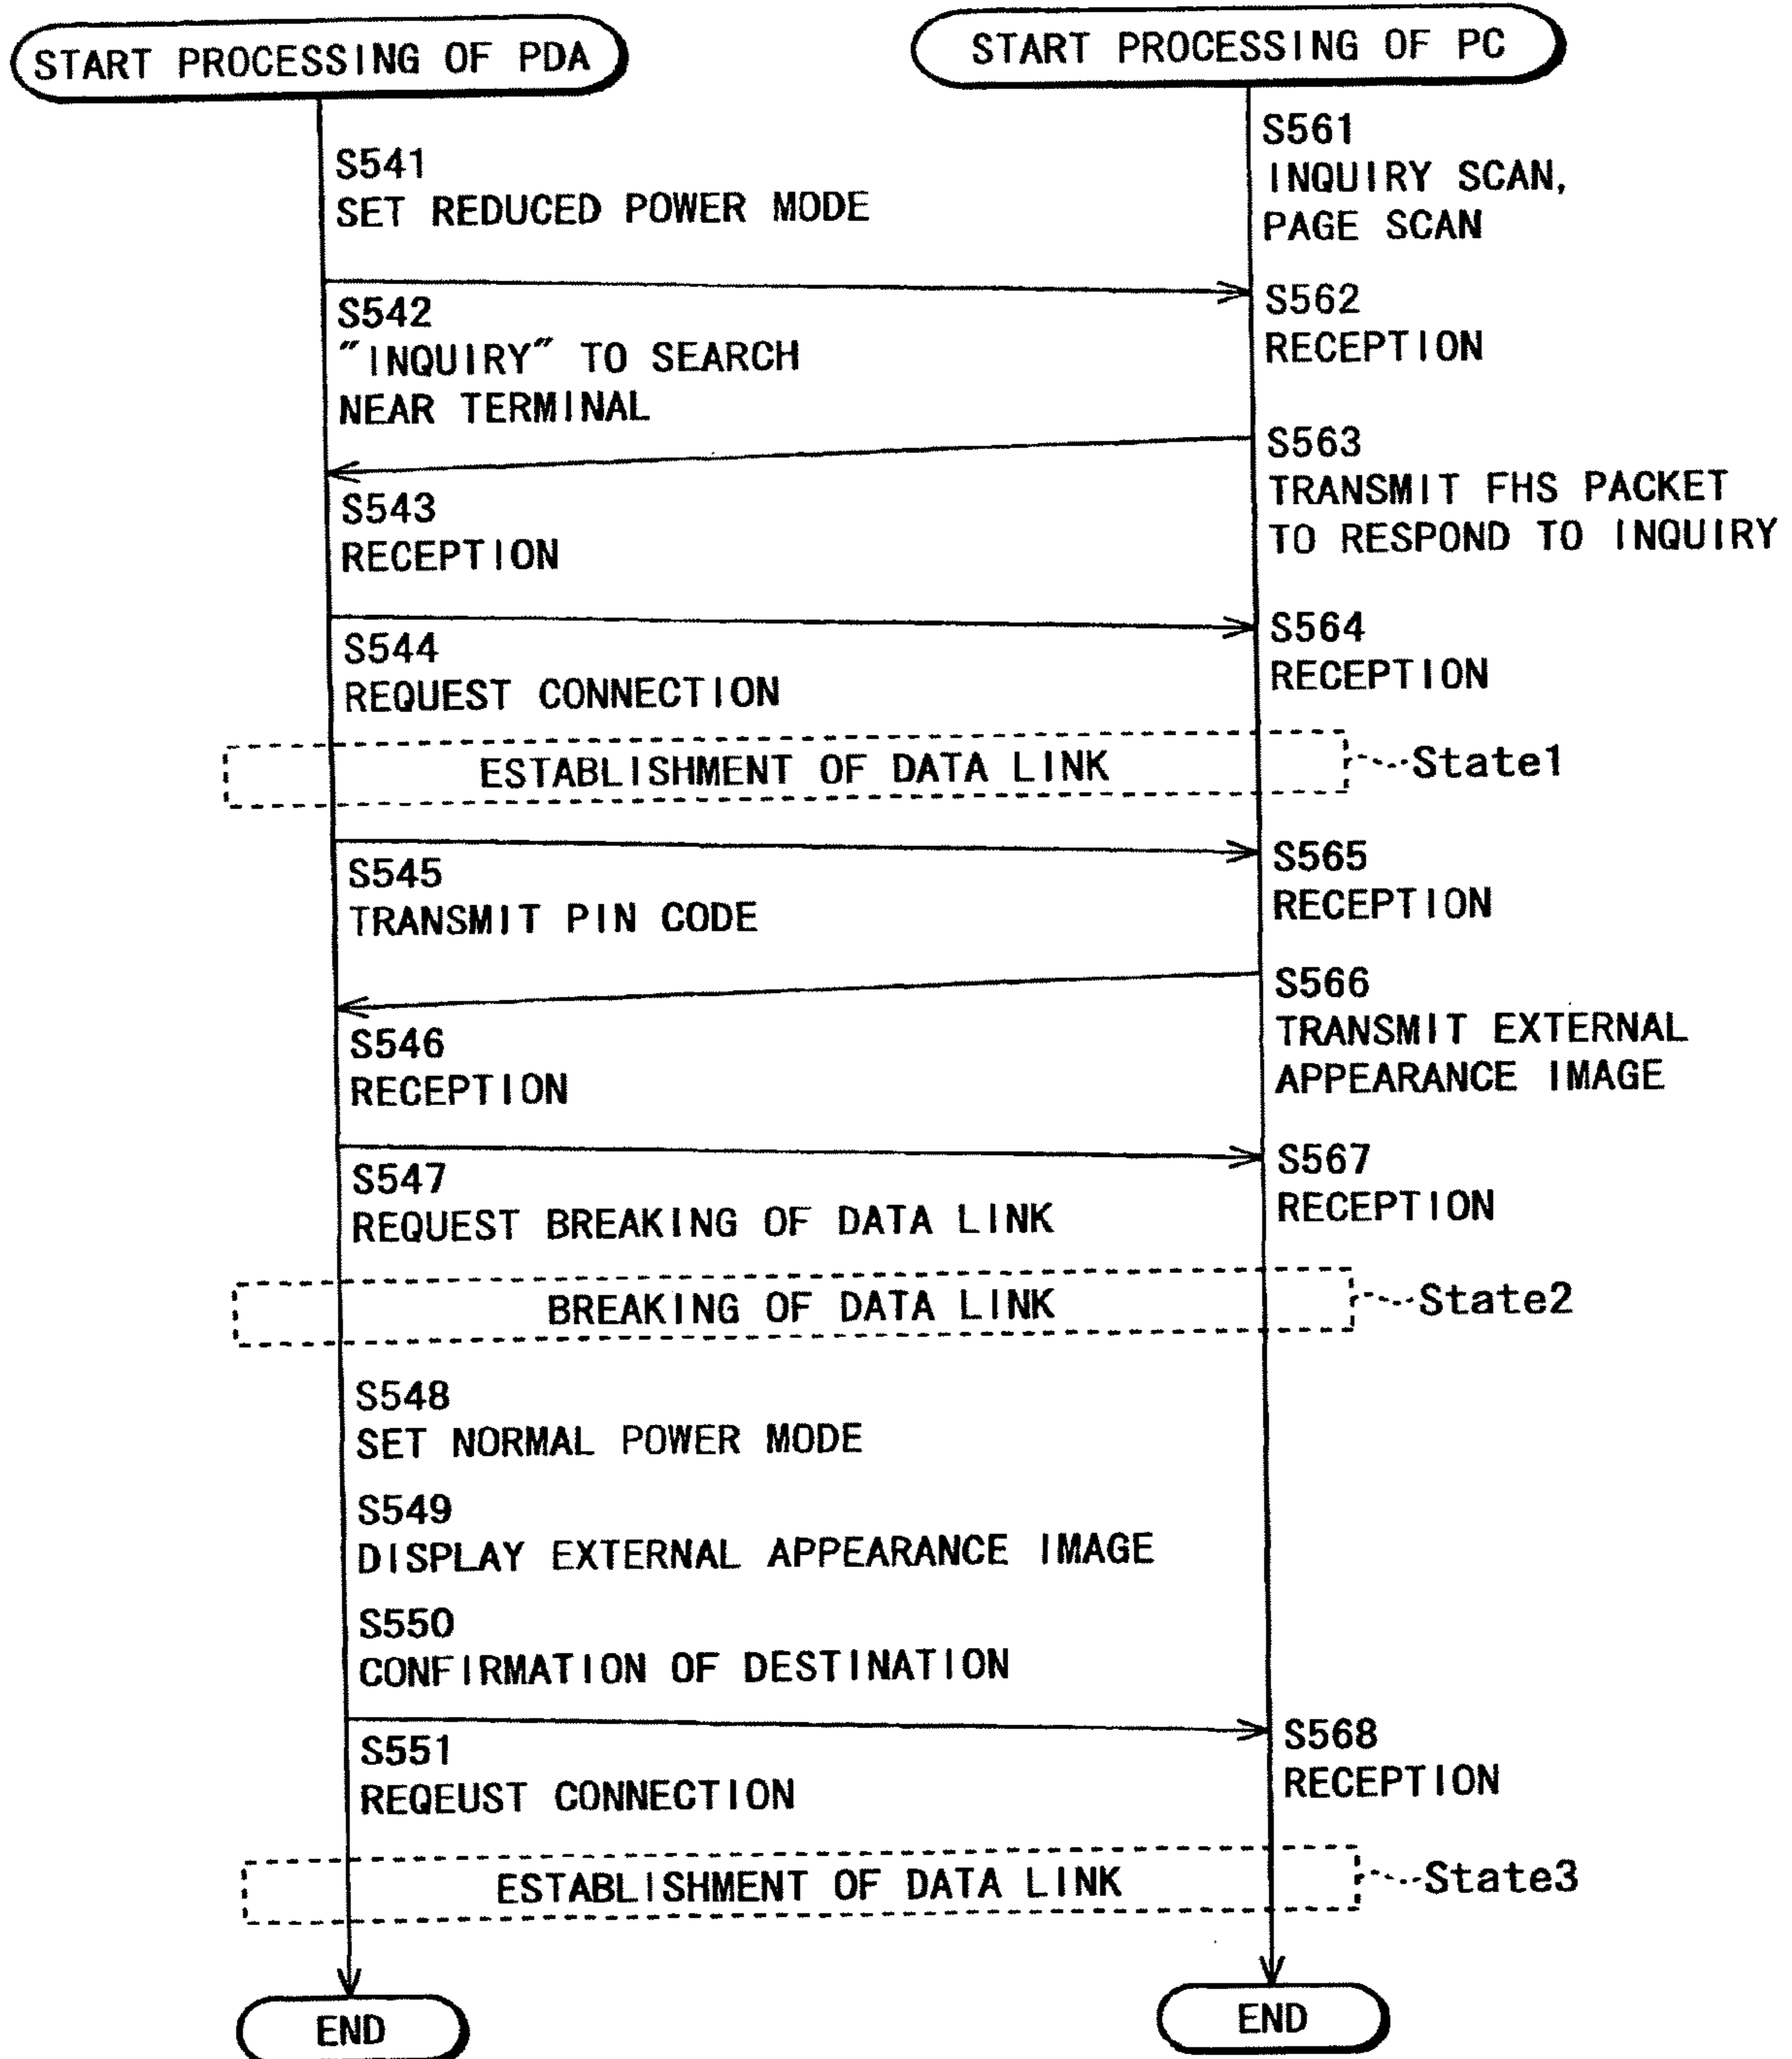 START PROCESSING OF PDA
START PROCESSING OF PC
S541
SET REDUCED POWER MODE
S561
INQUIRY SCAN,
PAGE SCAN
S542
"INQUIRY" TO SEARCH
NEAR TERMINAL
S562
RECEPTION
S543
RECEPTION
S563
TRANSMIT FHS PACKET
TO RESPOND TO INQUIRY
S544
REQUEST CONNECTION
S564
RECEPTION
ESTABLISHMENT OF DATA LINK
State1
S545
TRANSMIT PIN CODE
S565
RECEPTION
S546
RECEPTION
S566
TRANSMIT EXTERNAL
APPEARANCE IMAGE
S547
REQUEST BREAKING OF DATA LINK
S567
RECEPTION
BREAKING OF DATA LINK
State2
S548
SET NORMAL POWER MODE
S549
DISPLAY EXTERNAL APPEARANCE IMAGE
S550
CONFIRMATION OF DESTINATION
S551
REQEUST CONNECTION
S568
RECEPTION
ESTABLISHMENT OF DATA LINK
State3
END
END